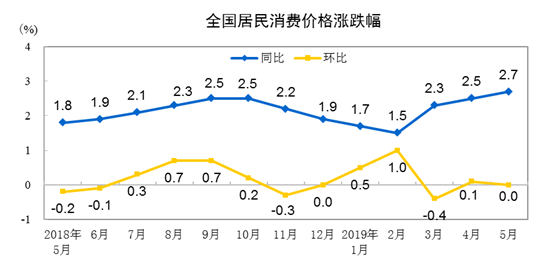 全国居民消费价格涨跌幅
(%)
同比 环比
4
3
2
1
0
-1
1.8 1.9 2.1 2.3 2.5 2.5 2.2 1.9 1.7 1.5 2.3 2.5 2.7
-0.2 -0.1 0.3 0.7 0.7 0.2 -0.3 0.0 0.5 1.0 -0.4 0.1 0.0
2018年 6月 7月 8月 9月 10月 11月 12月 2019年 2月 3月 4月 5月
5月 1月